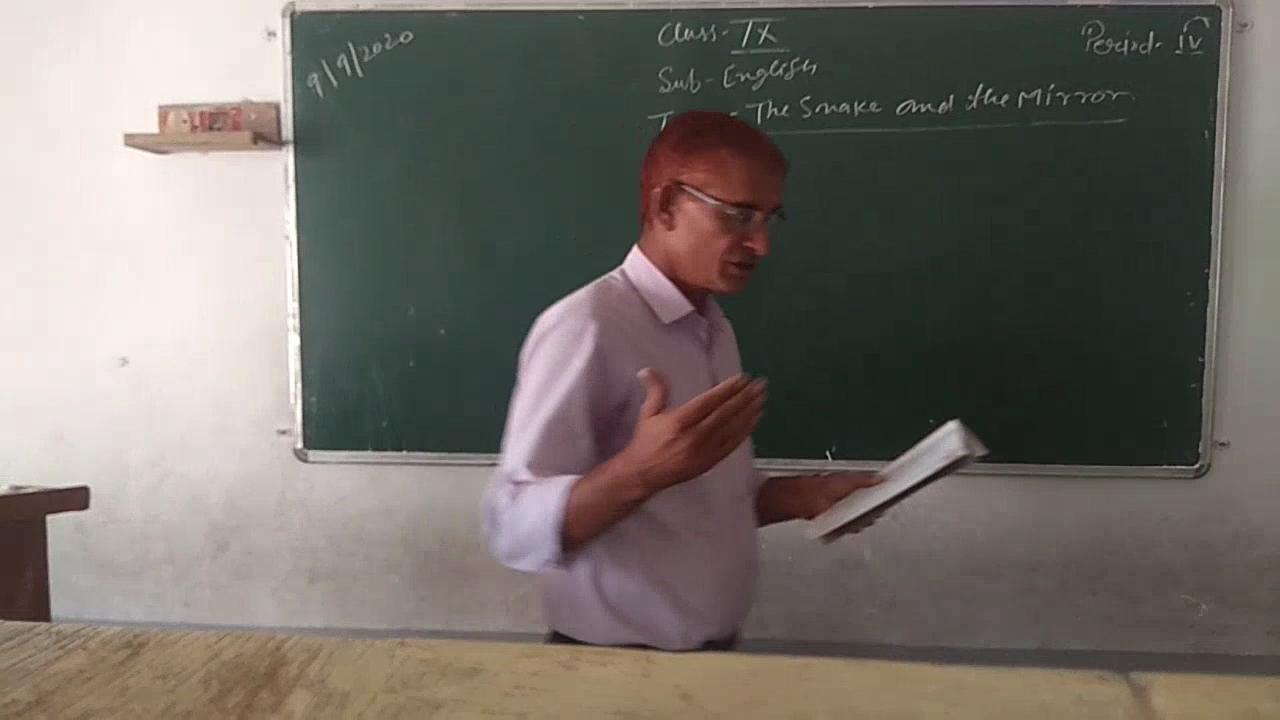 9/9/2020
Class- IX
Period- IV
Sub- English
- The Snake and the Mirror